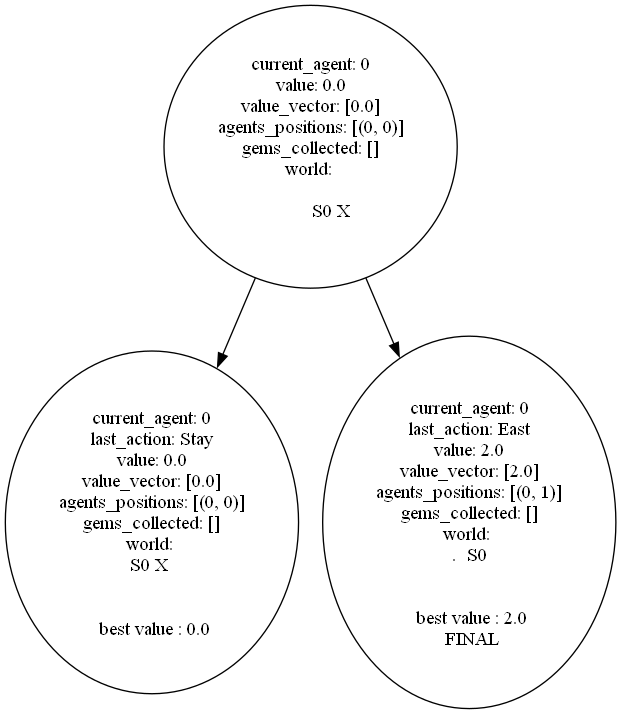 current_agent: 0
value: 0.0
value_vector: [0.0]
agents_positions: [(0, 0)]
gems_collected: []
world:
S0 X
current_agent: 0
last_action: Stay
value: 0.0
value_vector: [0.0]
agents_positions: [(0, 0)]
gems_collected: []
world:
S0 X
best value : 0.0
current_agent: 0
last_action: East
value: 2.0
value_vector: [2.0]
agents_positions: [(0, 1)]
gems_collected: []
world:
. S0
best value : 2.0
FINAL